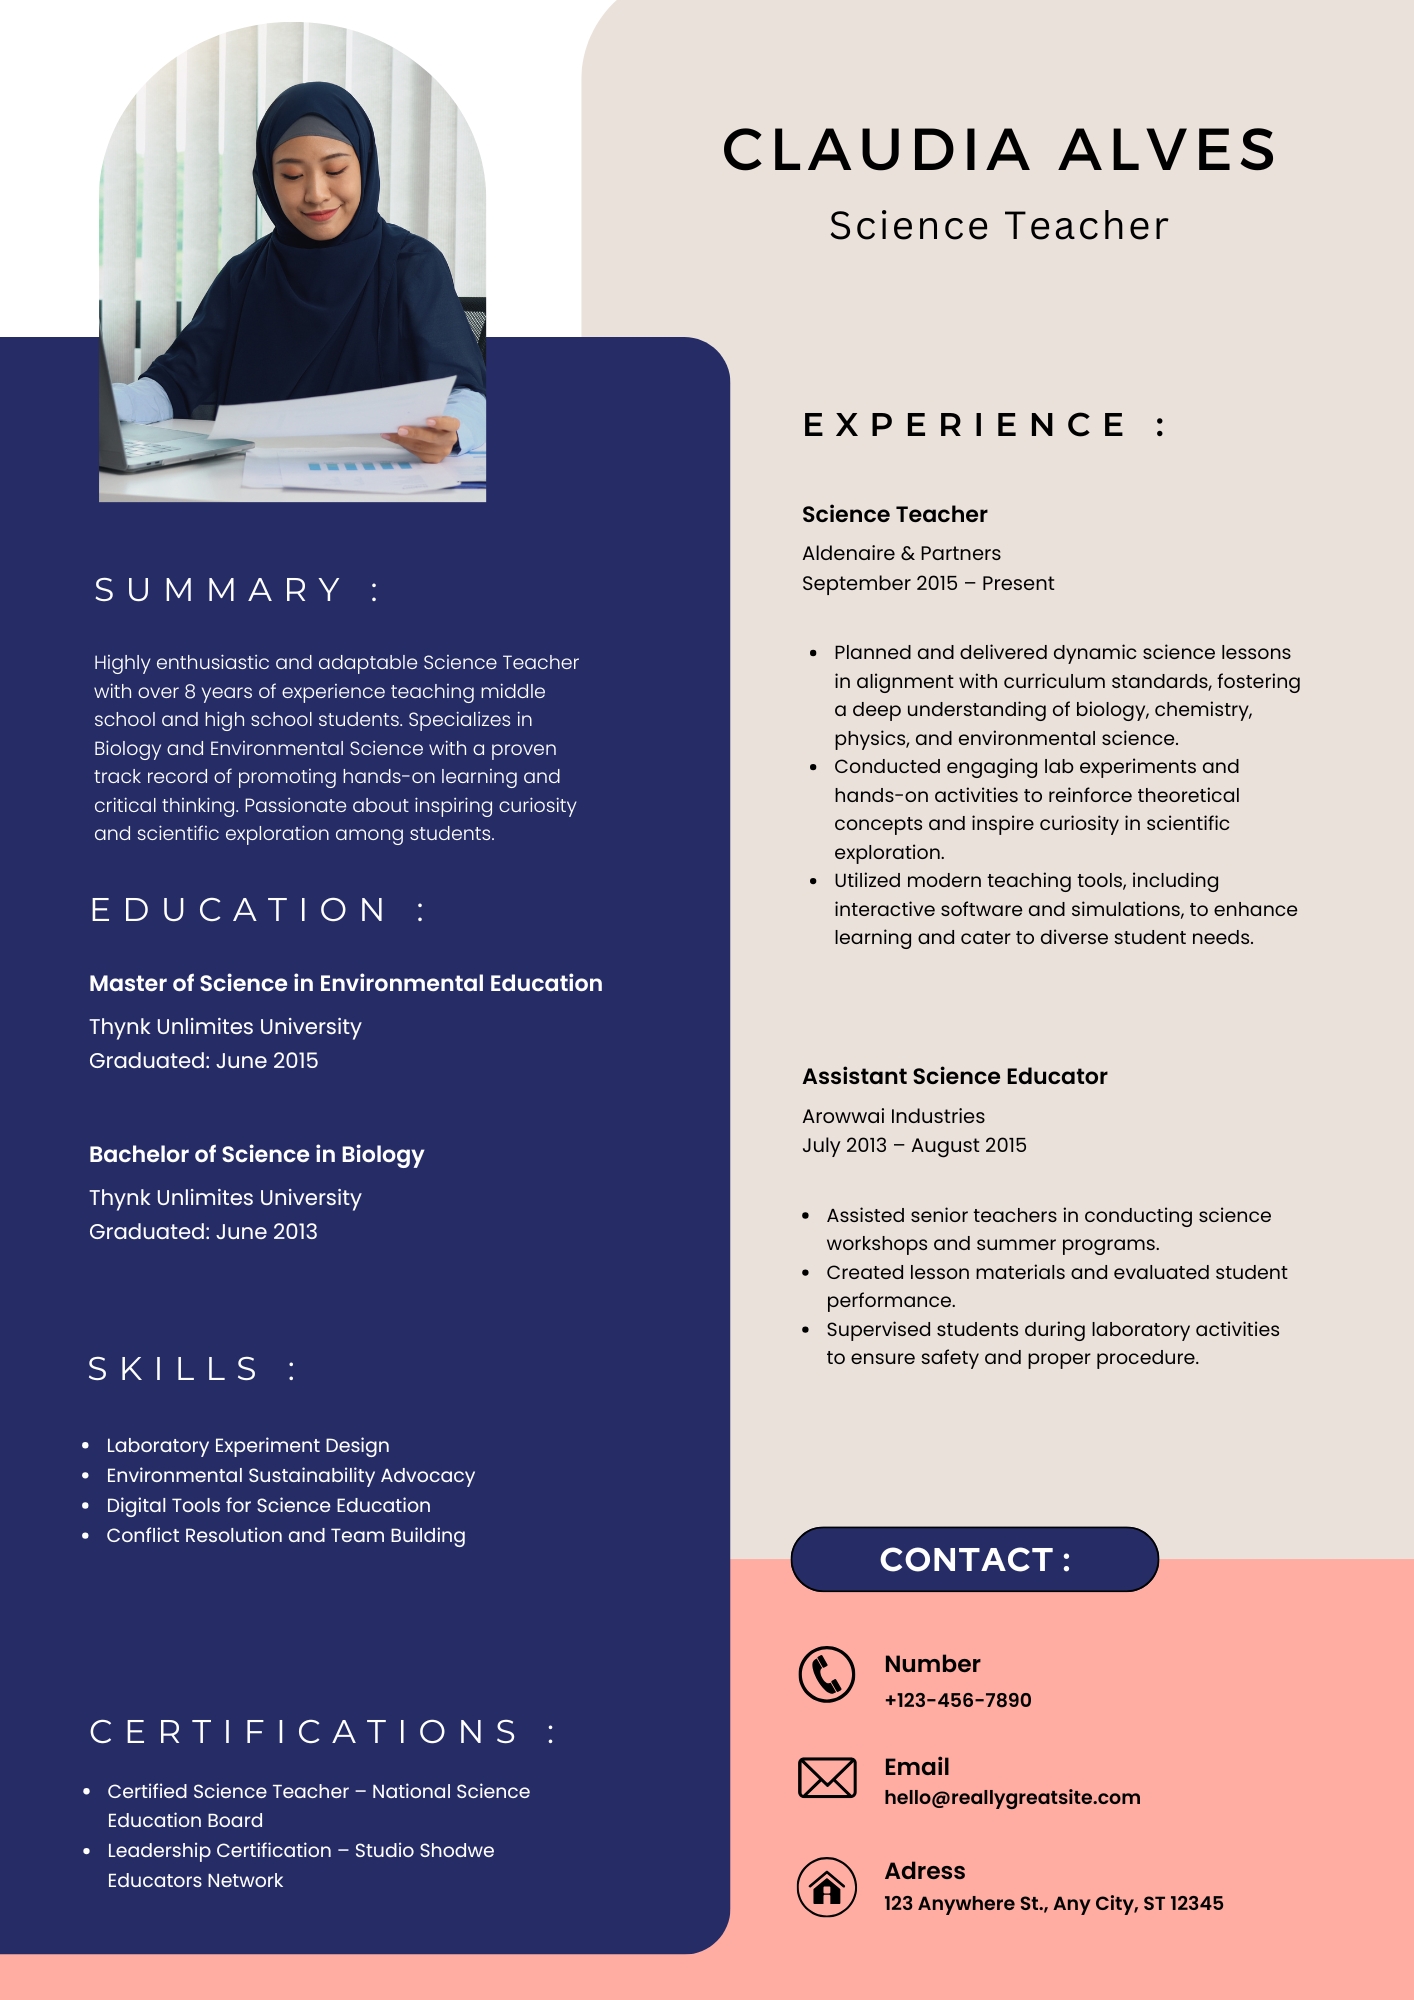 CLAUDIA ALVES
Science Teacher
SUMMARY :
Highly enthusiastic and adaptable Science Teacher
with over 8 years of experience teaching middle
school and high school students. Specializes in
Biology and Environmental Science with a proven
track record of promoting hands-on learning and
critical thinking. Passionate about inspiring curiosity
and scientific exploration among students.
EDUCATION :
Master of Science in Environmental Education
Thynk Unlimites University
Graduated: June 2015
Bachelor of Science in Biology
Thynk Unlimites University
Graduated: June 2013
SKILLS :
• Laboratory Experiment Design
• Environmental Sustainability Advocacy
• Digital Tools for Science Education
• Conflict Resolution and Team Building
CERTIFICATIONS :
• Certified Science Teacher – National Science
Education Board
• Leadership Certification – Studio Shodwe
Educators Network
EXPERIENCE :
Science Teacher
Aldenaire & Partners
September 2015 – Present
• Planned and delivered dynamic science lessons
in alignment with curriculum standards, fostering
a deep understanding of biology, chemistry,
physics, and environmental science.
• Conducted engaging lab experiments and
hands-on activities to reinforce theoretical
concepts and inspire curiosity in scientific
exploration.
• Utilized modern teaching tools, including
interactive software and simulations, to enhance
learning and cater to diverse student needs.
Assistant Science Educator
Arowwai Industries
July 2013 – August 2015
• Assisted senior teachers in conducting science
workshops and summer programs.
• Created lesson materials and evaluated student
performance.
• Supervised students during laboratory activities
to ensure safety and proper procedure.
CONTACT :
Number
+123-456-7890
Email
hello@reallygreatsite.com
Adress
123 Anywhere St., Any City, ST 12345